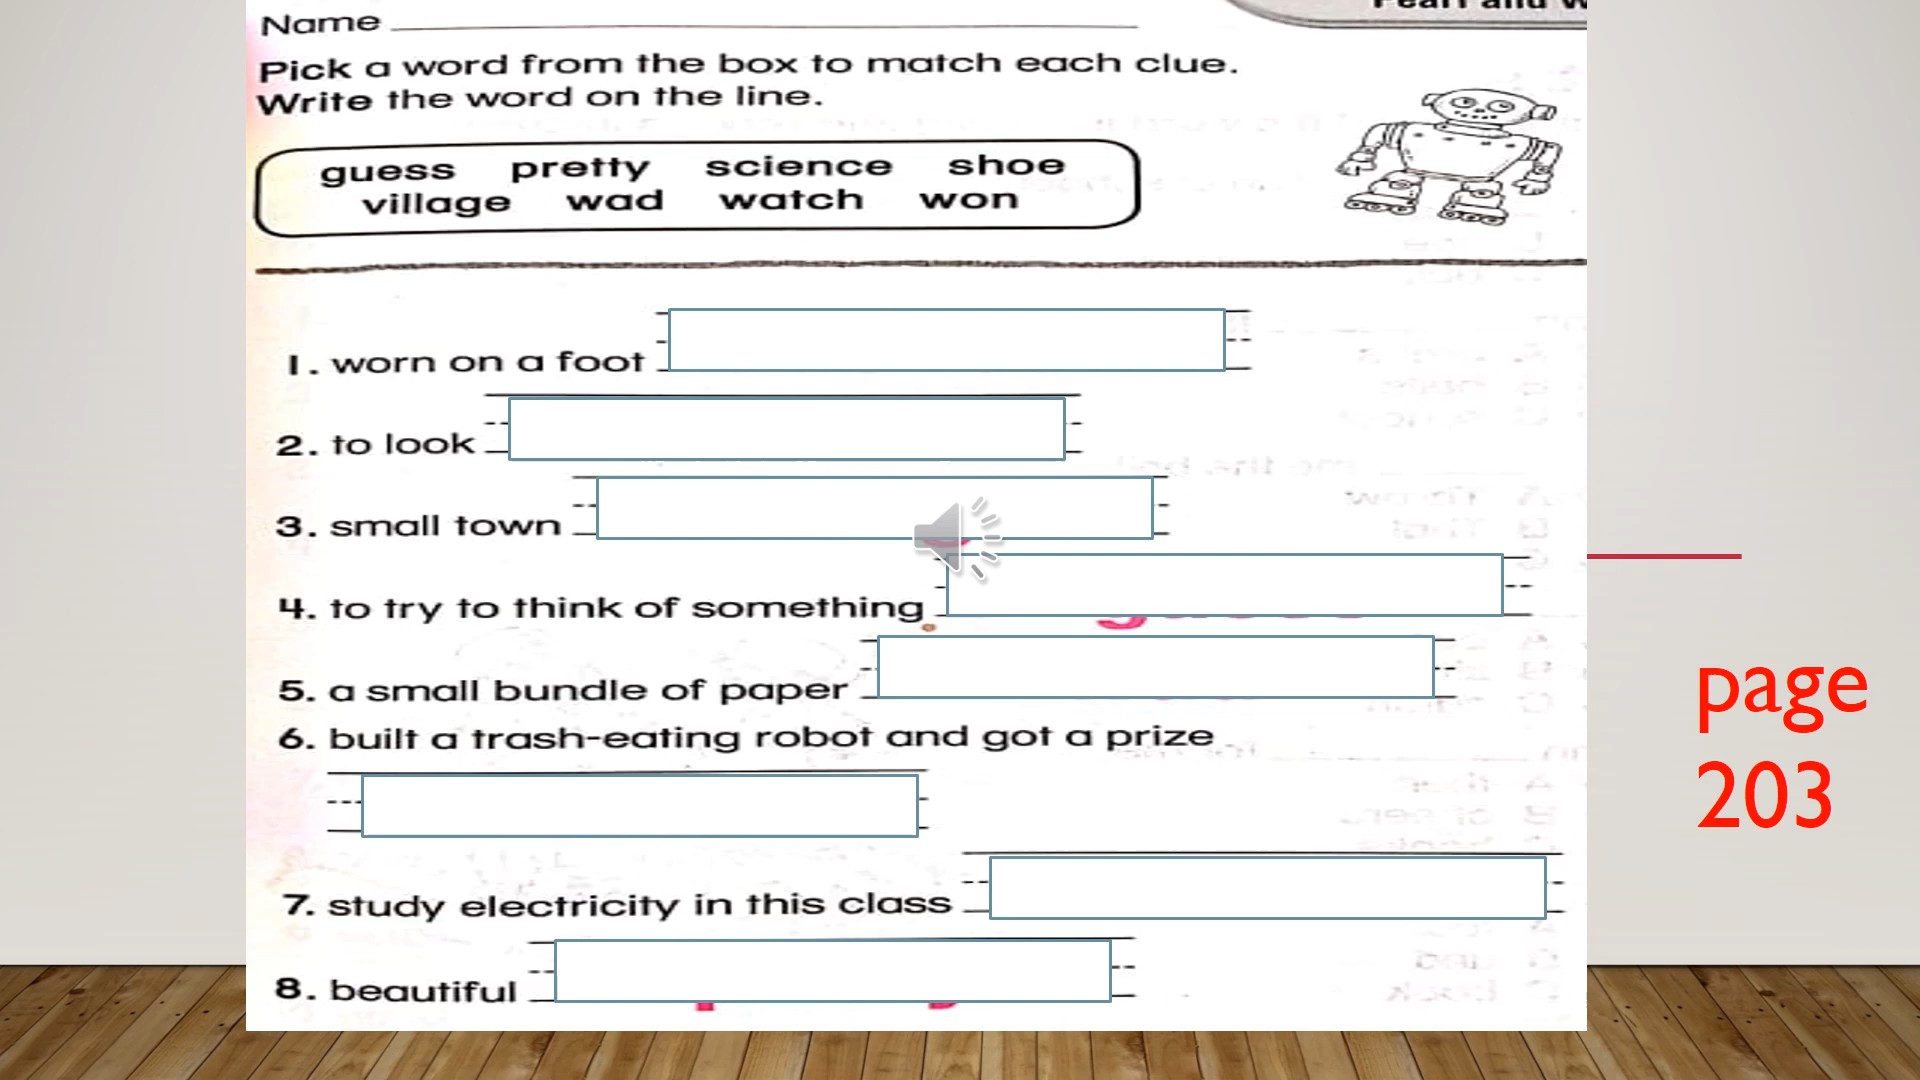 Name
Pick a word from the box to match each clue.
Write the word on the line.
guess pretty science shoe
village wad watch won
1. worn on a foot
2. to look
3. small town
4. to try to think of something
5. a small bundle of paper
6. built a trash-eating robot and got a prize
7. study electricity in this class
8. beautiful
page
203